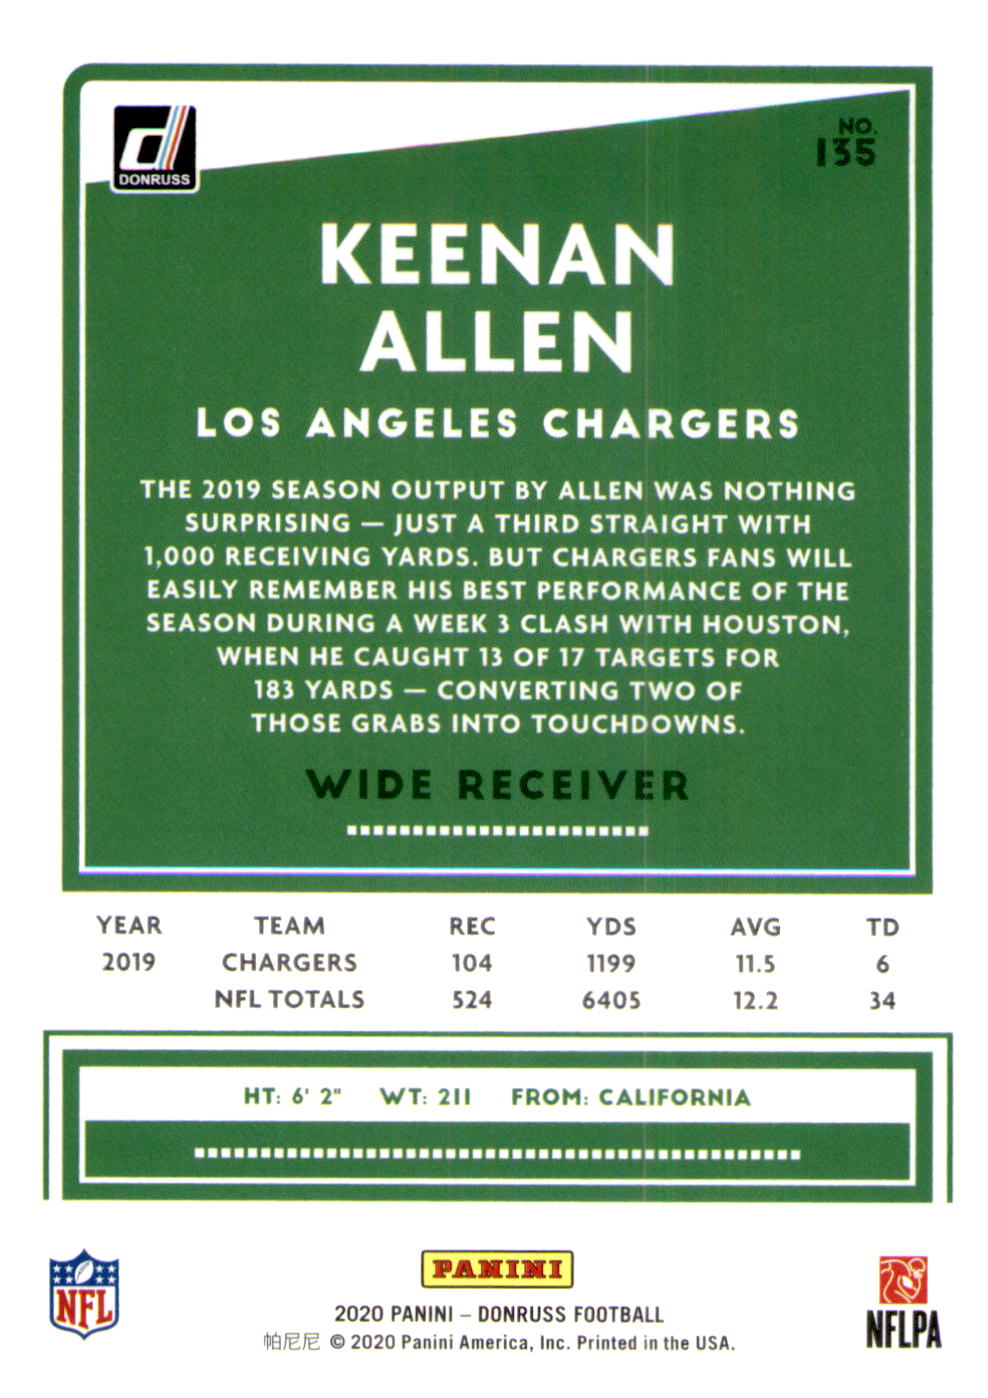 DONRUSS
NO.
135
KEENAN
ALLEN
LOS ANGELES CHARGERS
THE 2019 SEASON OUTPUT BY ALLEN WAS NOTHING
SURPRISING — JUST A THIRD STRAIGHT WITH
1,000 RECEIVING YARDS. BUT CHARGERS FANS WILL
EASILY REMEMBER HIS BEST PERFORMANCE OF THE
SEASON DURING A WEEK 3 CLASH WITH HOUSTON,
WHEN HE CAUGHT 13 OF 17 TARGETS FOR
183 YARDS — CONVERTING TWO OF
THOSE GRABS INTO TOUCHDOWNS.
WIDE RECEIVER
YEAR TEAM REC YDS AVG TD
2019 CHARGERS 104 1199 11.5 6
NFL TOTALS 524 6405 12.2 34
HT: 6' 2" WT: 211 FROM: CALIFORNIA
NFL
PANINI
NFLPA
2020 PANINI – DONRUSS FOOTBALL
帕尼尼 © 2020 Panini America, Inc. Printed in the USA.